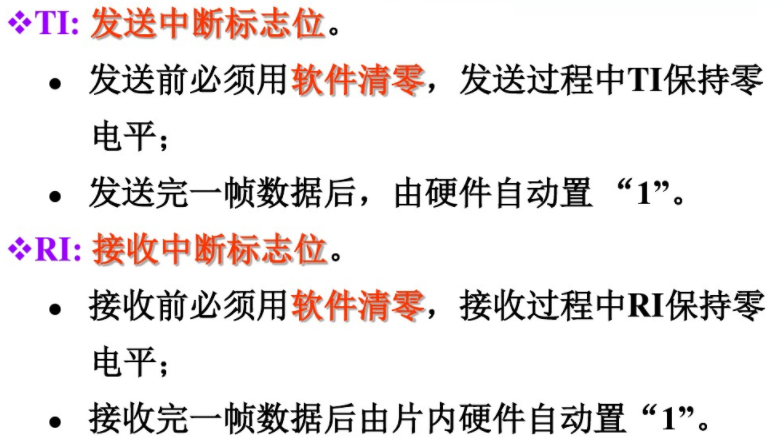 ❖TI: 发送中断标志位。
• 发送前必须用软件清零，发送过程中TI保持零
电平；
• 发送完一帧数据后，由硬件自动置 “1”。
❖RI: 接收中断标志位。
• 接收前必须用软件清零，接收过程中RI保持零
电平；
• 接收完一帧数据后由片内硬件自动置“1”。